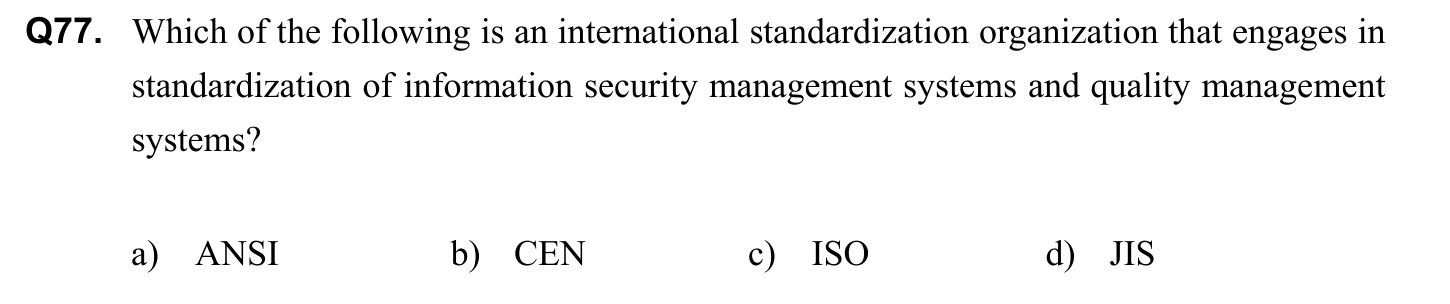 Q77. Which of the following is an international standardization organization that engages in
standardization of information security management systems and quality management
systems?
a) ANSI b) CEN c) ISO d) JIS